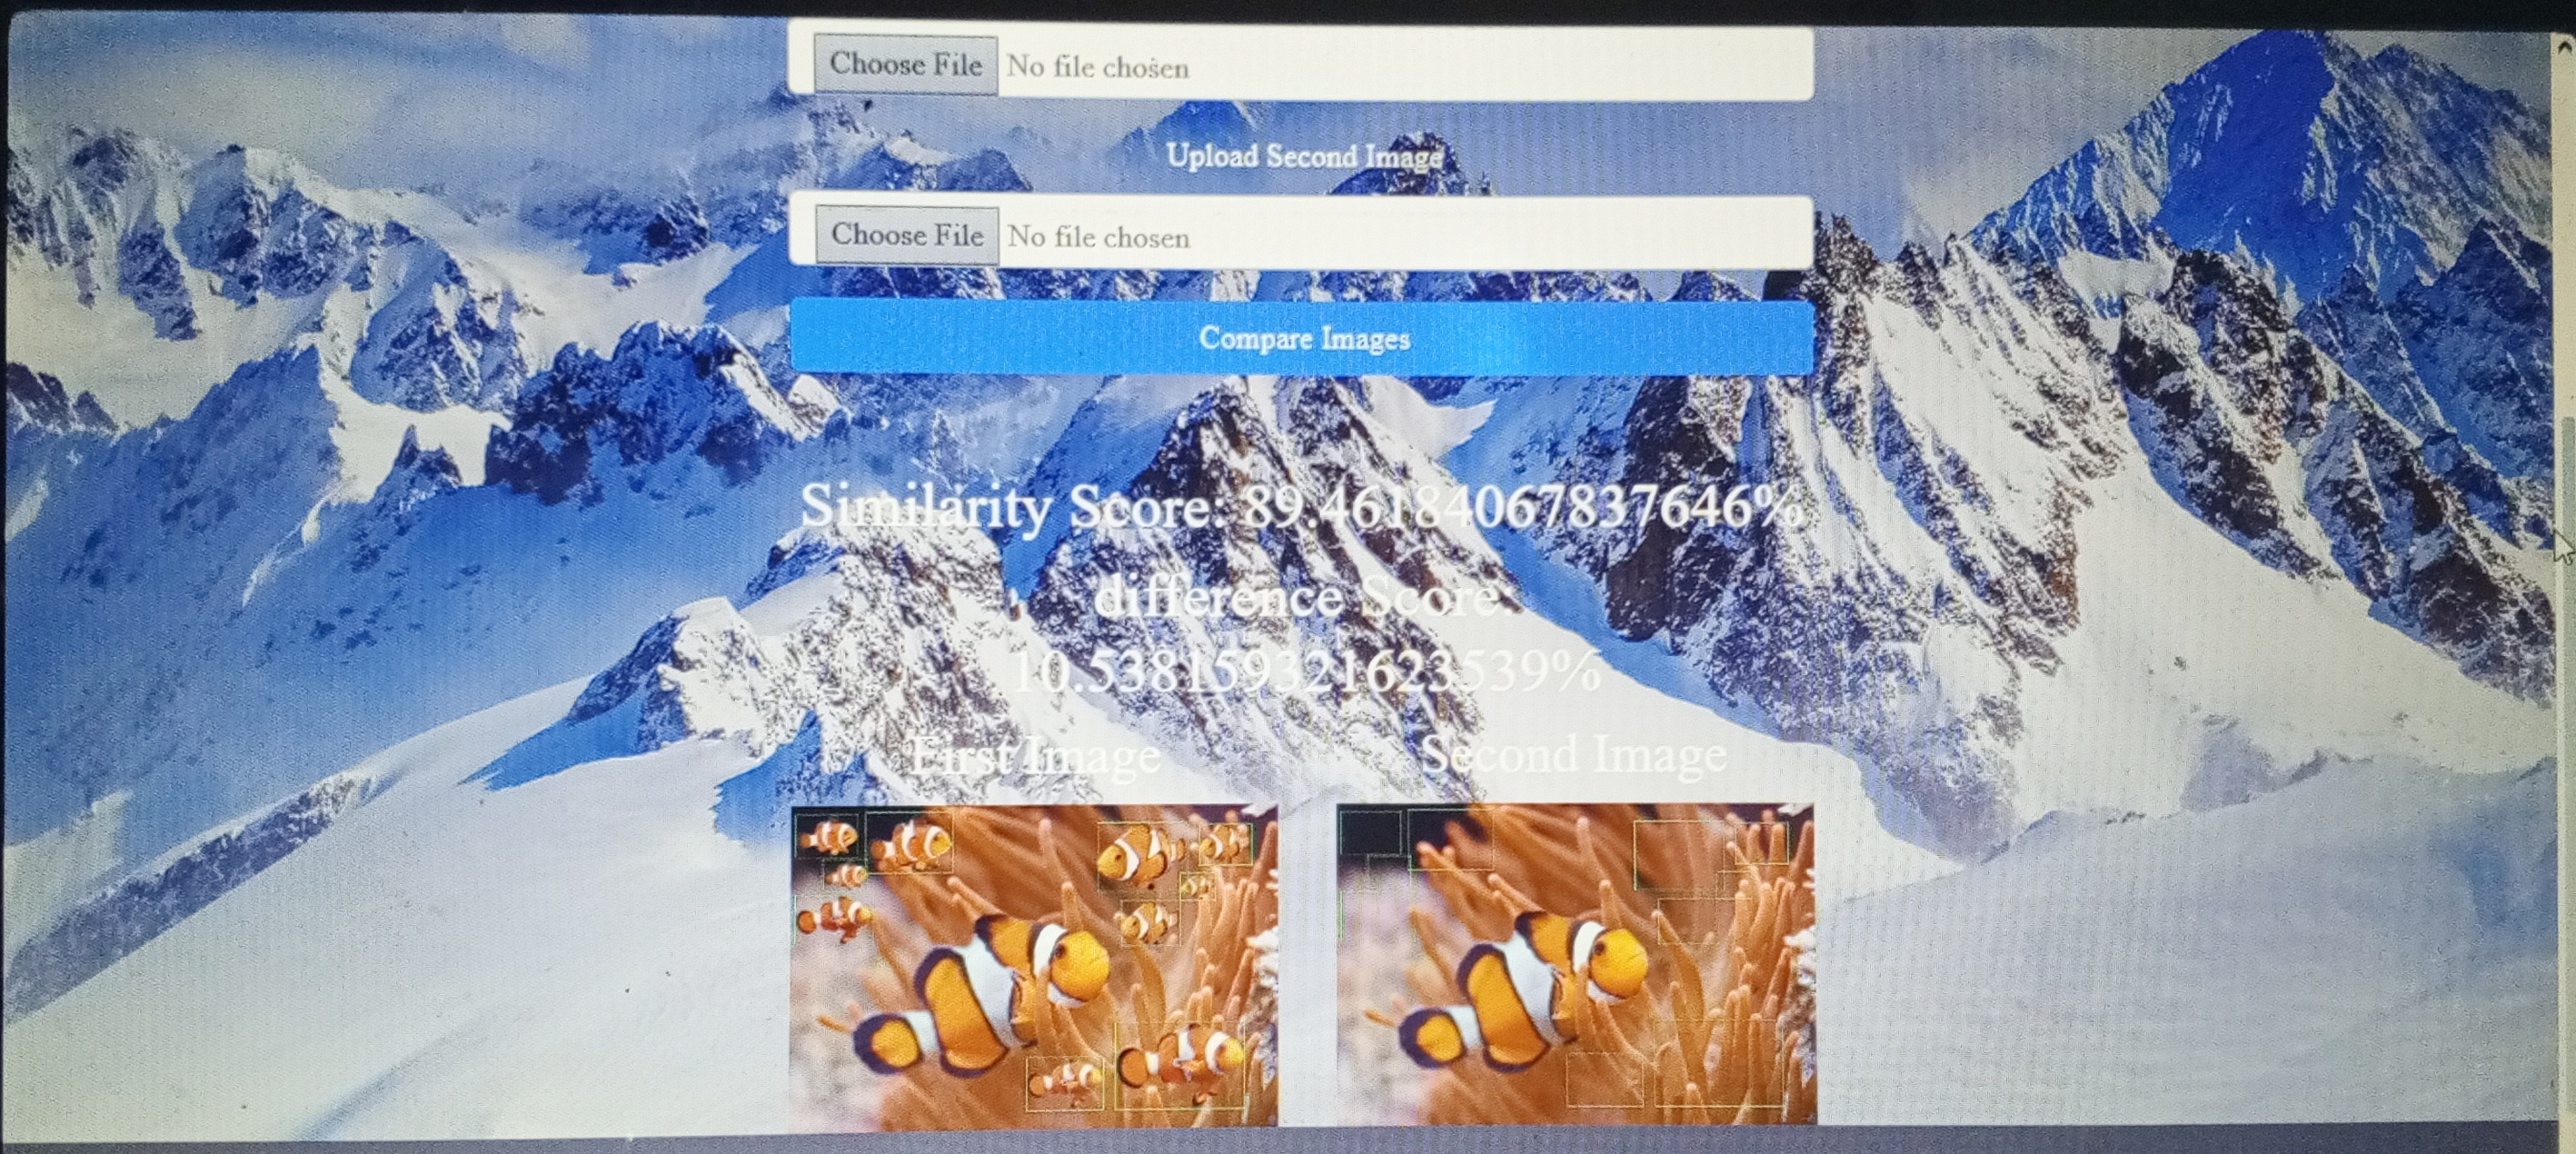 Choose File No file chosen
Upload Second Image
Choose File No file chosen
Compare Images
Similarity Score: 89.46184067837646%
difference Score:
10.538159321623539%
First Image Second Image